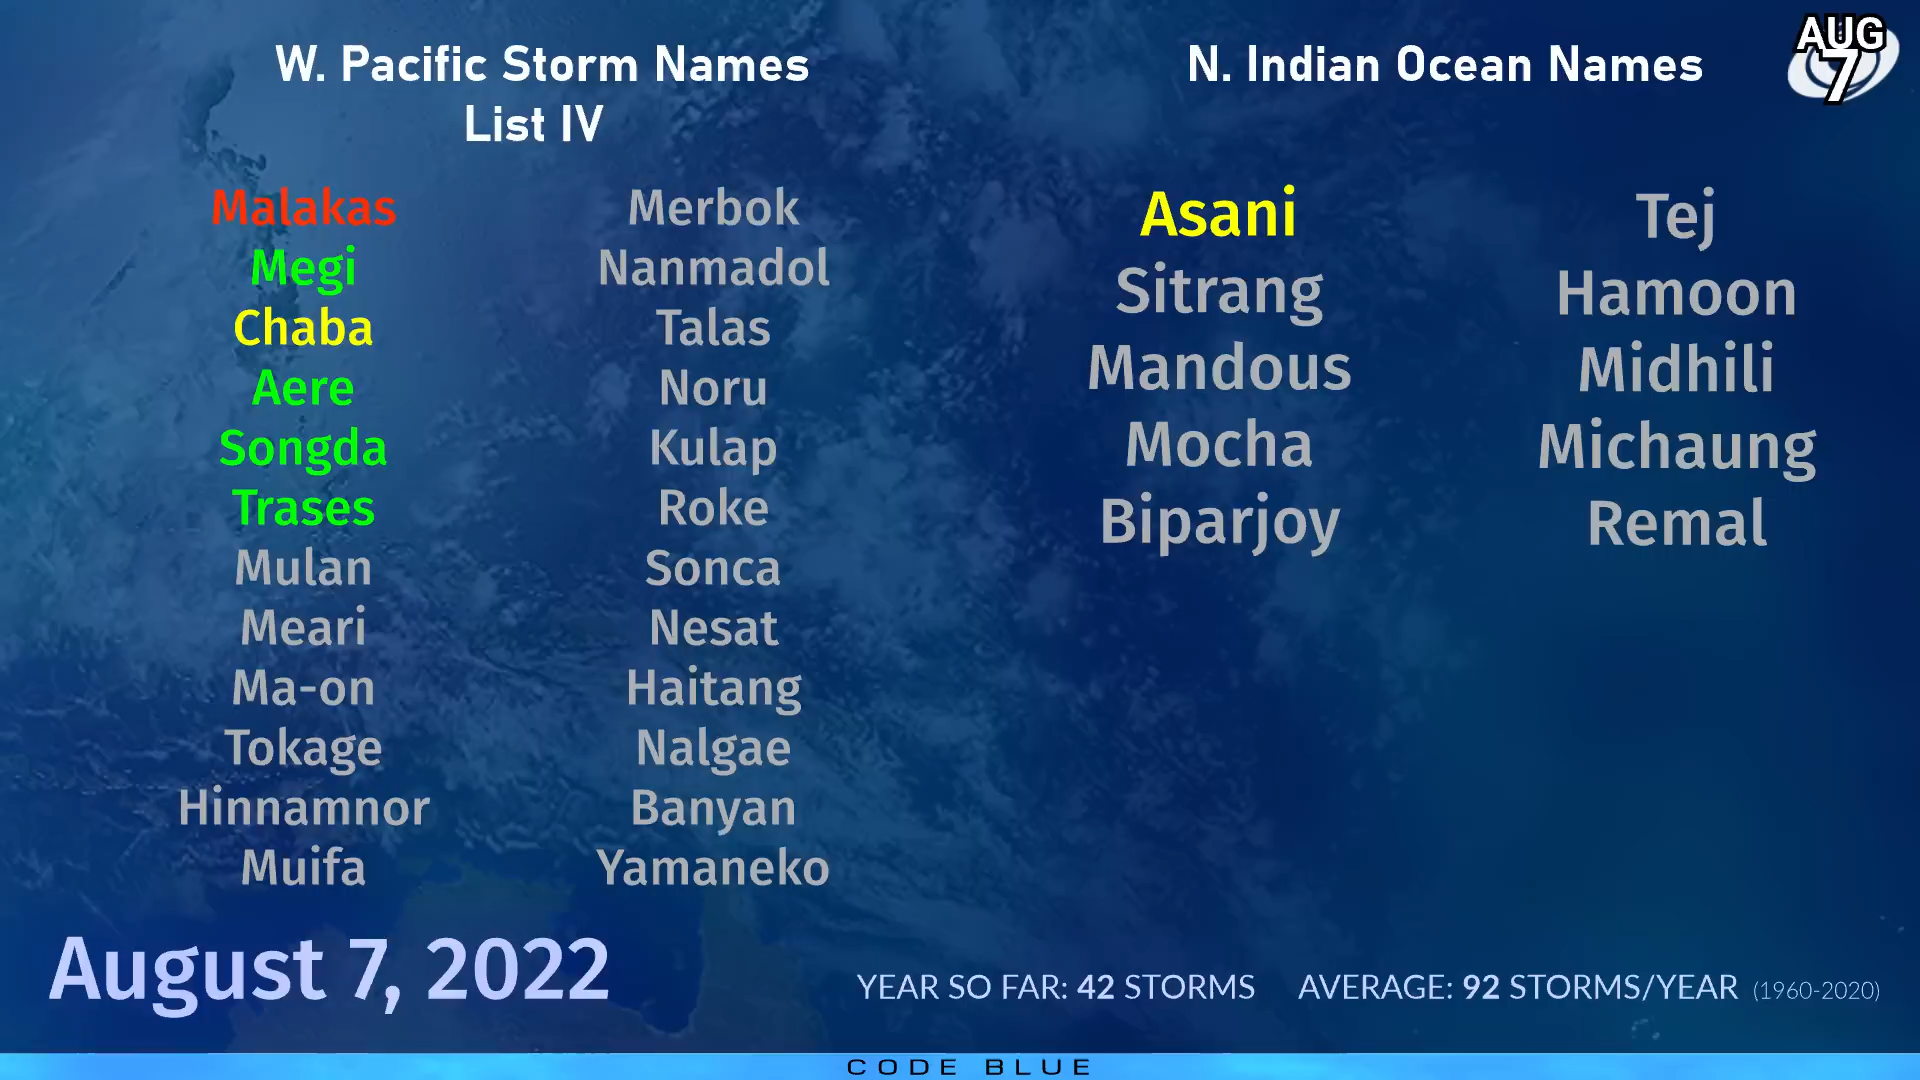 W. Pacific Storm Names
List IV
Malakas
Megi
Chaba
Aere
Songda
Trases
Mulan
Meari
Ma-on
Tokage
Hinnamnor
Muifa
Merbok
Nanmadol
Talas
Noru
Kulap
Roke
Sonca
Nesat
Haitang
Nalgae
Banyan
Yamaneko
N. Indian Ocean Names
Asani
Sitrang
Mandous
Mocha
Biparjoy
Tej
Hamoon
Midhili
Michaung
Remal
AUG
7
August 7, 2022
YEAR SO FAR: 42 STORMS AVERAGE: 92 STORMS/YEAR (1960-2020)
CODE BLUE